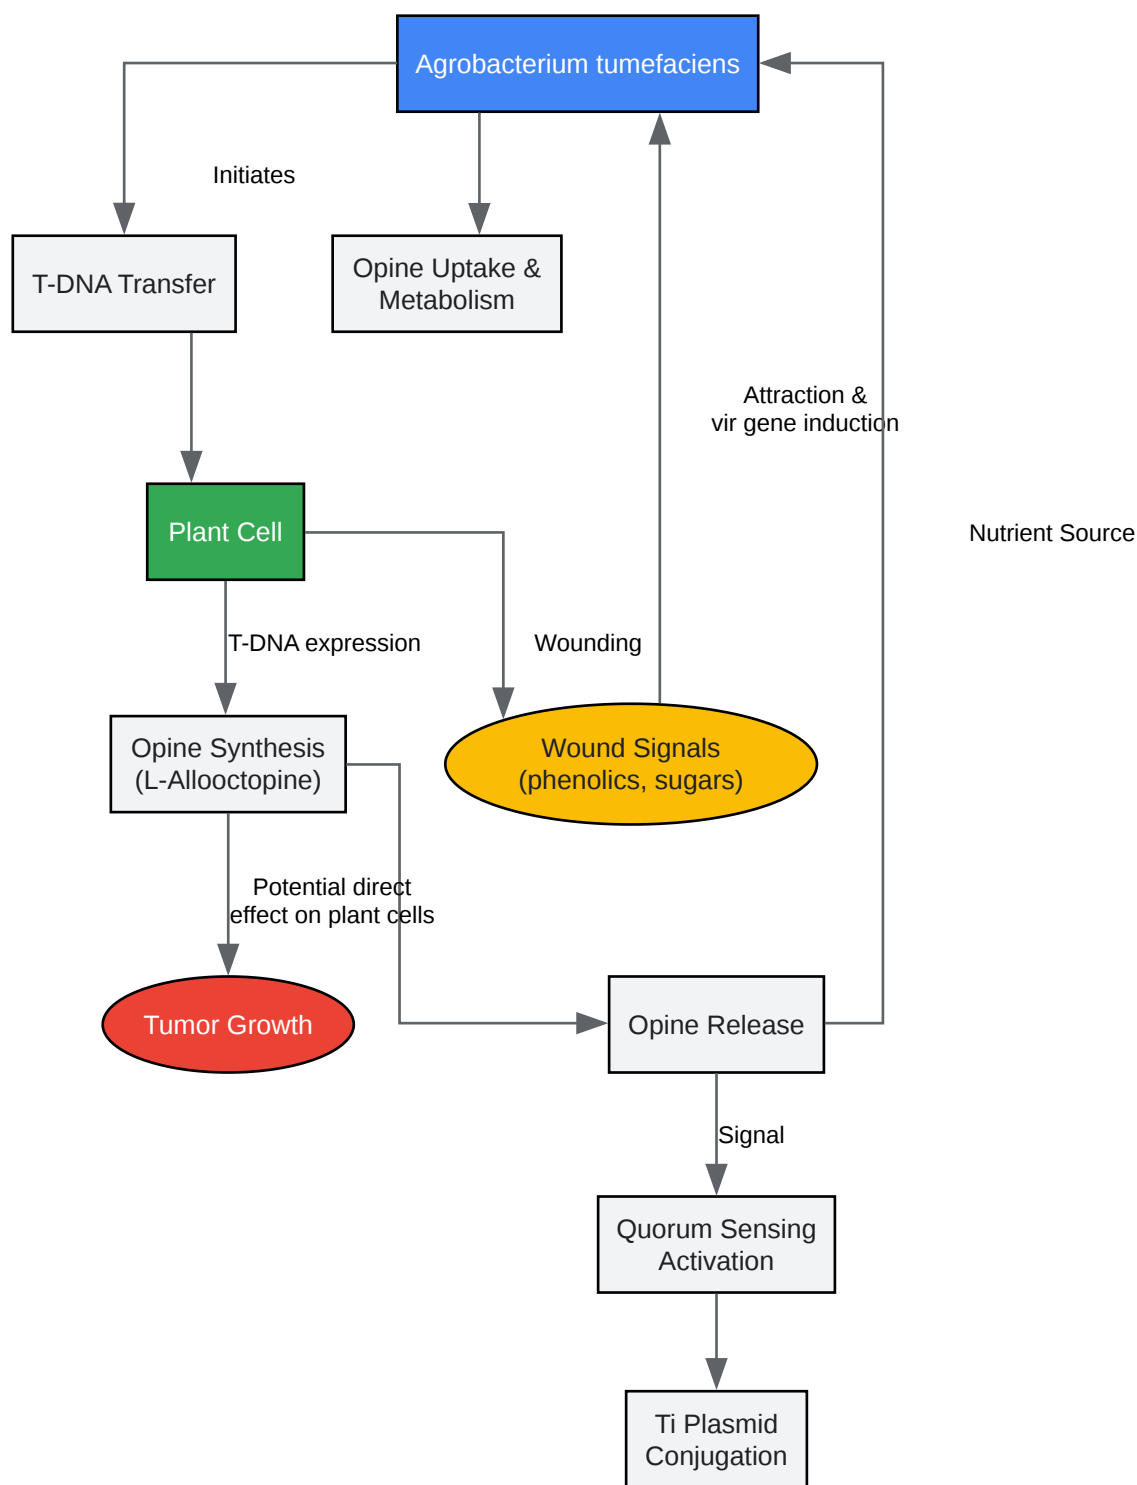 Agrobacterium tumefaciens
Initiates
T-DNA Transfer
Opine Uptake &
Metabolism
Attraction &
vir gene induction
Plant Cell
Nutrient Source
T-DNA expression
Wounding
Opine Synthesis
(L-Allooctopine)
Wound Signals
(phenolics, sugars)
Potential direct
effect on plant cells
Tumor Growth
Opine Release
Signal
Quorum Sensing
Activation
Ti Plasmid
Conjugation